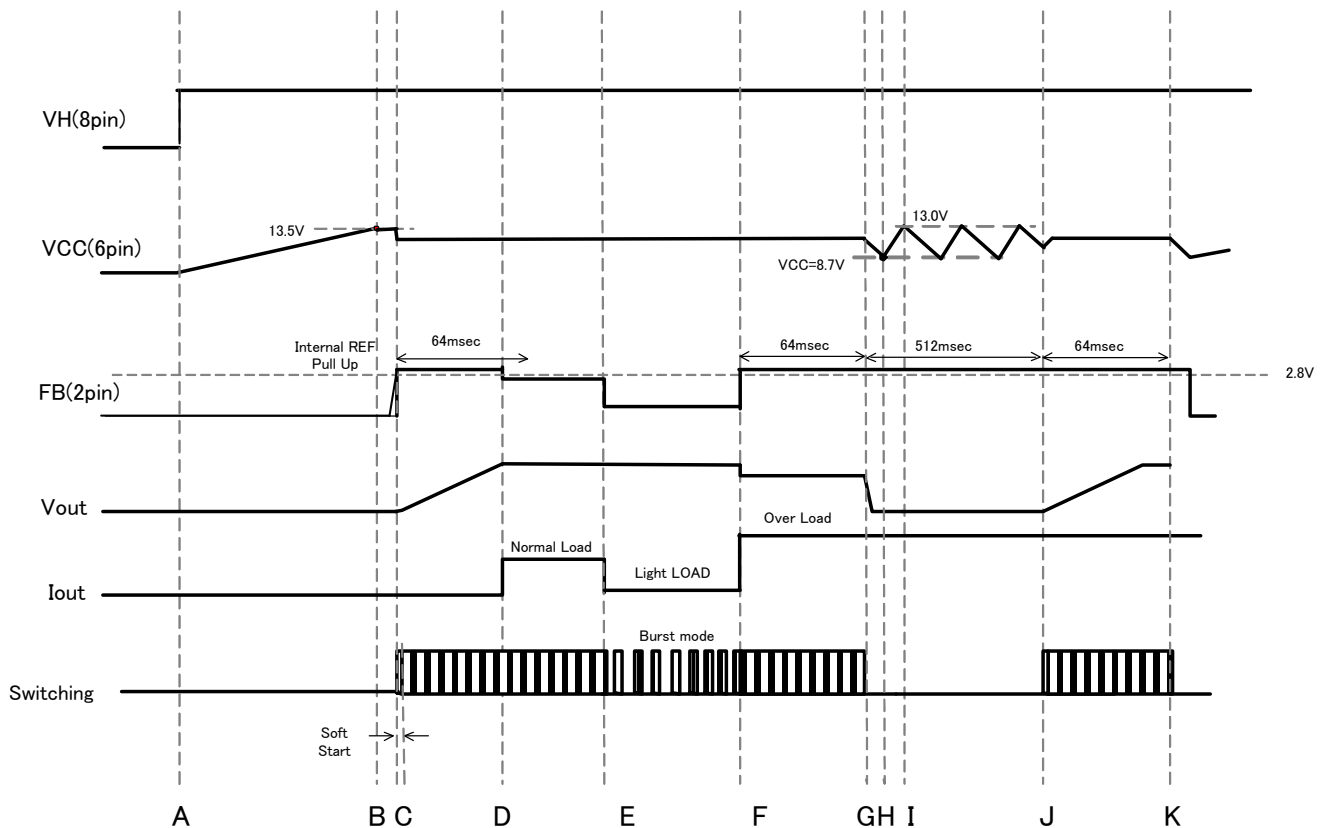 VH(8pin)
13.5V
13.0V
VCC(6pin)
VCC=8.7V
Internal REF
Pull Up
64msec
64msec
512msec
64msec
2.8V
FB(2pin)
Vout
Over Load
Normal Load
Light LOAD
Iout
Burst mode
Switching
Soft
Start
A B C D E F G H I J K